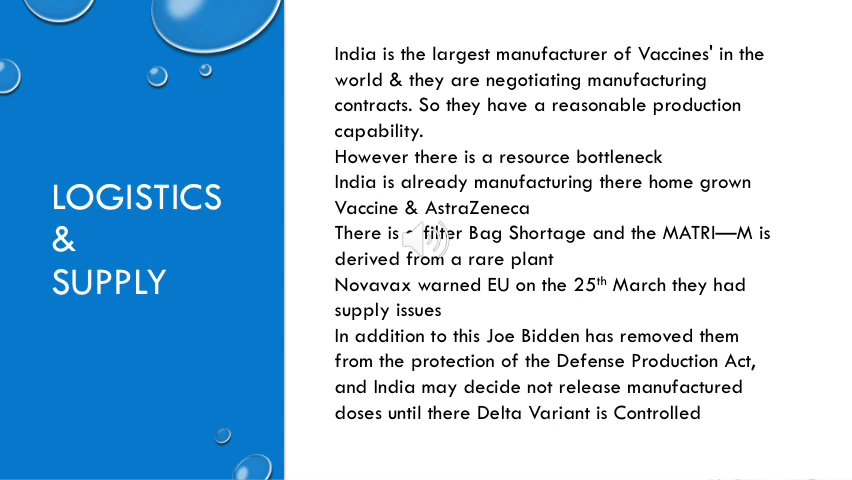 LOGISTICS
&
SUPPLY
India is the largest manufacturer of Vaccines' in the
world & they are negotiating manufacturing
contracts. So they have a reasonable production
capability.
However there is a resource bottleneck
India is already manufacturing there home grown
Vaccine & AstraZeneca
There is a filter Bag Shortage and the MATRI—M is
derived from a rare plant
Novavax warned EU on the 25th March they had
supply issues
In addition to this Joe Bidden has removed them
from the protection of the Defense Production Act,
and India may decide not release manufactured
doses until there Delta Variant is Controlled